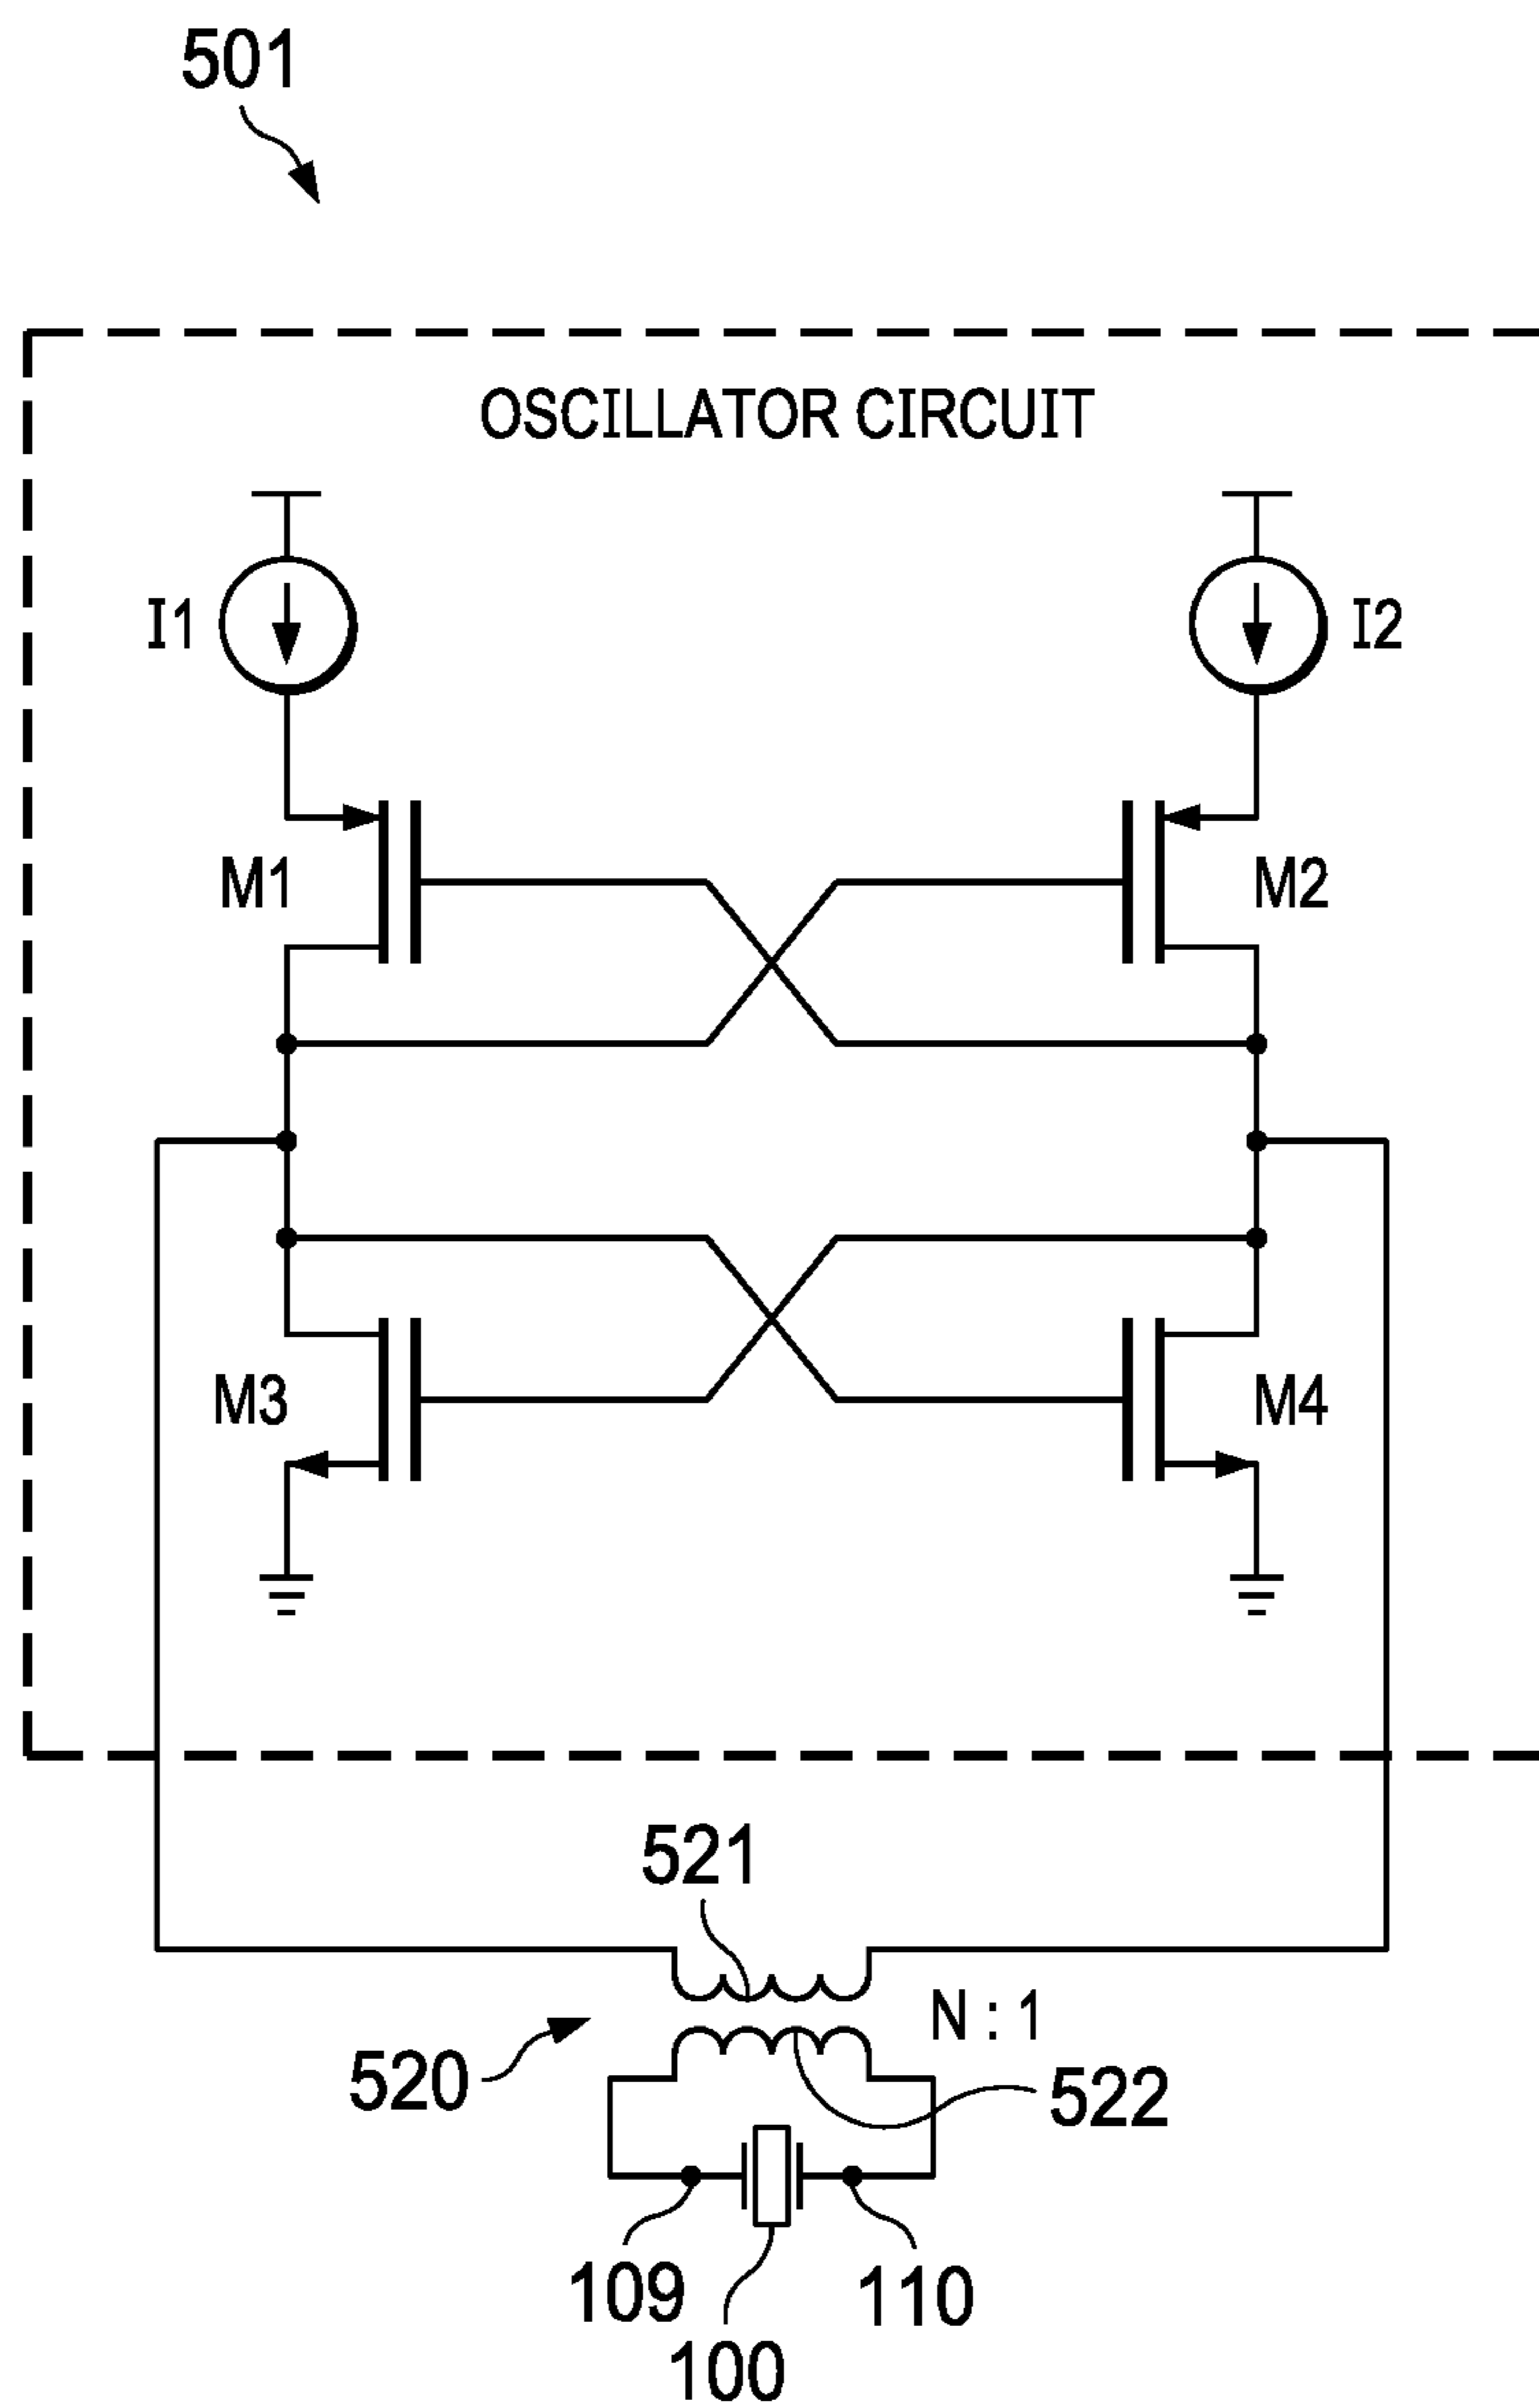 501
OSCILLATOR CIRCUIT
I1
I2
M1
M2
M3
M4
521
N : 1
520
522
109
110
100